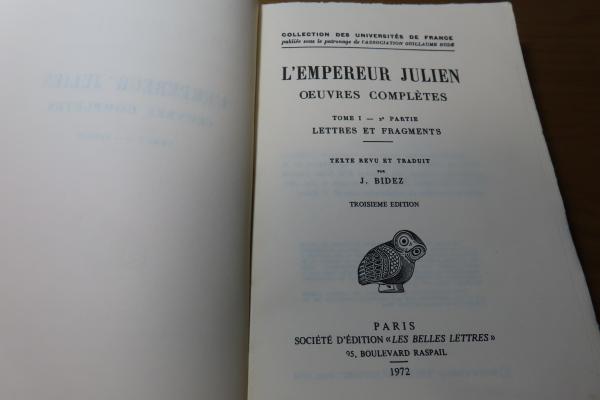 COLLECTION DES UNIVERSITÉS DE FRANCE
publiée sous le patronage de l'ASSOCIATION GUILLAUME BUDÉ
L'EMPEREUR JULIEN
OEUVRES COMPLÈTES
TOME I — 2e PARTIE
LETTRES ET FRAGMENTS
TEXTE REVU ET TRADUIT
PAR
J. BIDEZ
TROISIEME EDITION
PARIS
SOCIÉTÉ D'ÉDITION «LES BELLES LETTRES»
95, BOULEVARD RASPAIL
1972